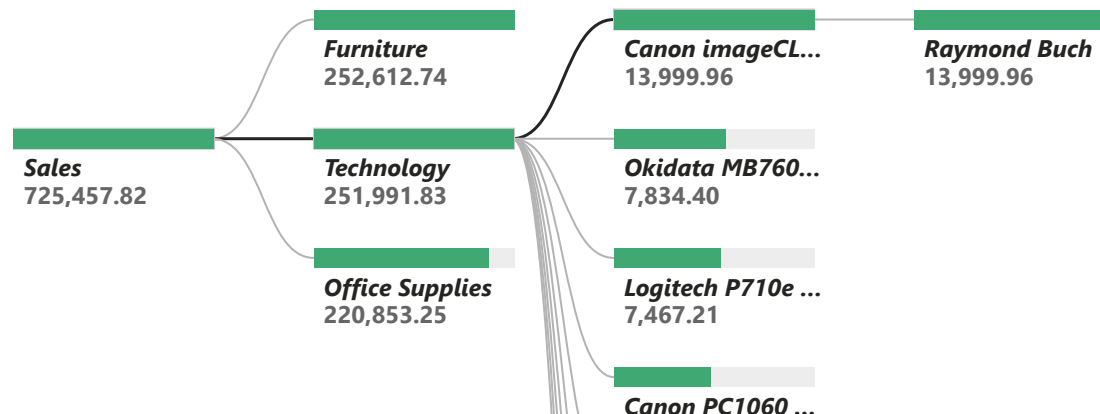 Furniture
252,612.74
Canon imageCL...
13,999.96
Raymond Buch
13,999.96
Sales
725,457.82
Technology
251,991.83
Okidata MB760...
7,834.40
Office Supplies
220,853.25
Logitech P710e ...
7,467.21
Canon PC1060 ...